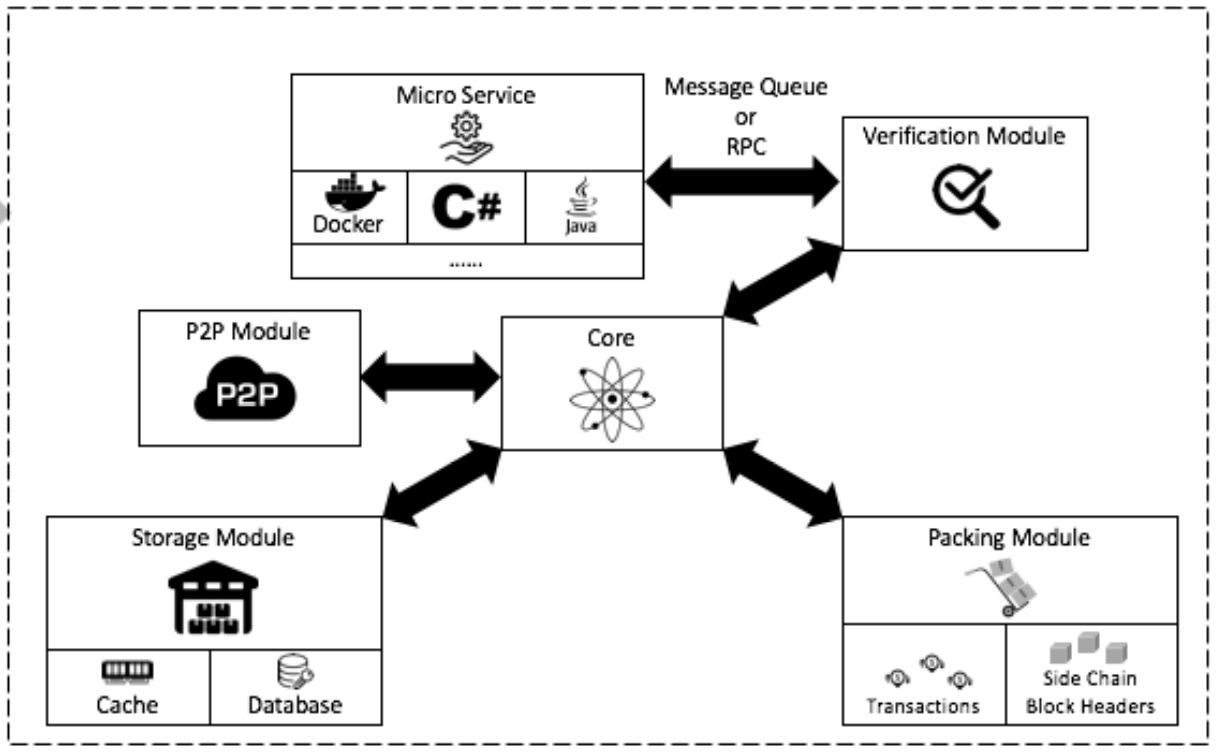 Micro Service
Docker
C#
Java
......
Message Queue
or
RPC
Verification Module
P2P Module
P2P
Core
Storage Module
Cache
Database
Packing Module
Transactions
Side Chain
Block Headers